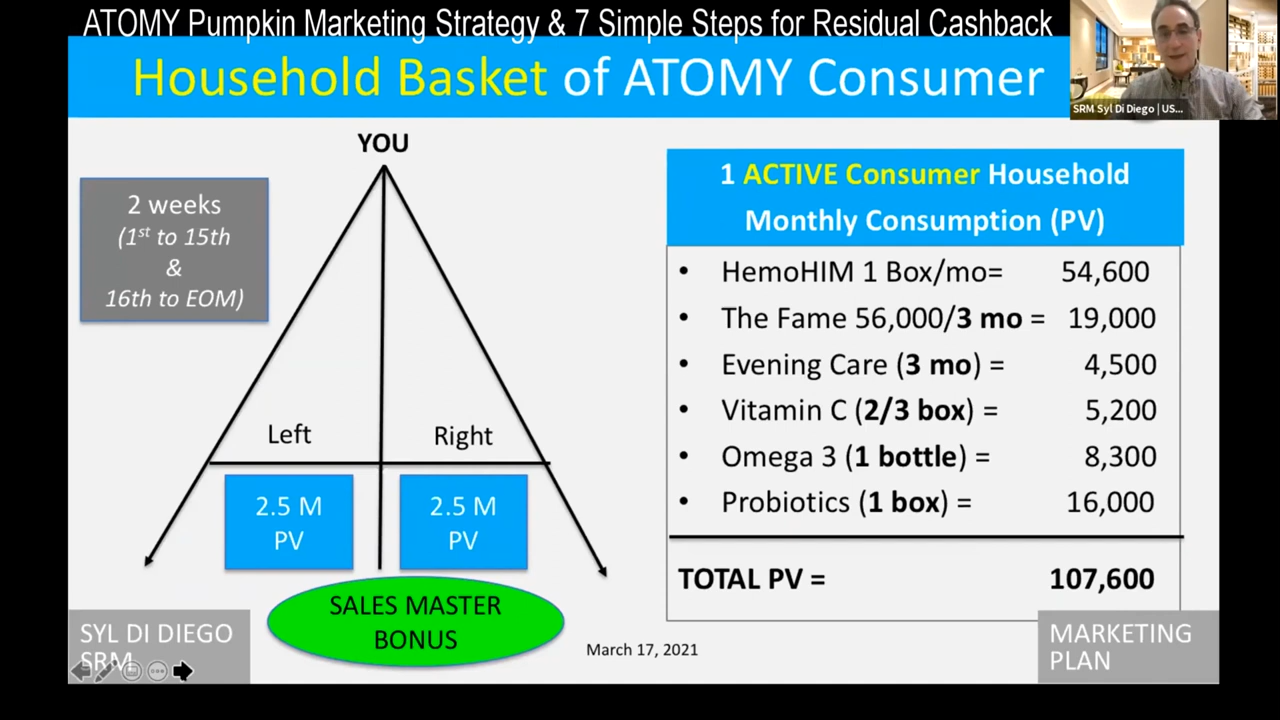 ATOMY Pumpkin Marketing Strategy & 7 Simple Steps for Residual Cashback
Household Basket of ATOMY Consumer
SRM Syl Di Diego | US...
YOU
2 weeks
(1st to 15th
&
16th to EOM)
Left
Right
2.5 M
PV
2.5 M
PV
SALES MASTER
BONUS
1 ACTIVE Consumer Household
Monthly Consumption (PV)
• HemoHIM 1 Box/mo= 54,600
• The Fame 56,000/3 mo = 19,000
• Evening Care (3 mo) = 4,500
• Vitamin C (2/3 box) = 5,200
• Omega 3 (1 bottle) = 8,300
• Probiotics (1 box) = 16,000
TOTAL PV = 107,600
SYL DI DIEGO
SRM
March 17, 2021
MARKETING
PLAN